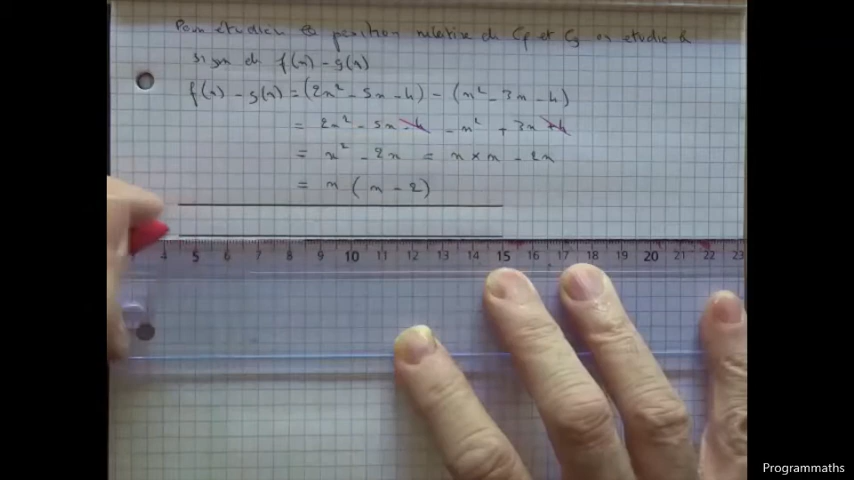 Pour étudier la position relative de Cf et Cg on étudie le
signe de f(x) - g(x)
f(x) - g(x) = (2x² - 5x - 4) - (x² - 3x - 4)
= 2x² - 5x - 4 - x² + 3x + 4
= x² - 2x = x × x - 2x
= x (x - 2)
4 5 6 7 8 9 10 11 12 13 14 15 16 17 18 19 20 21 22 23
Programmaths